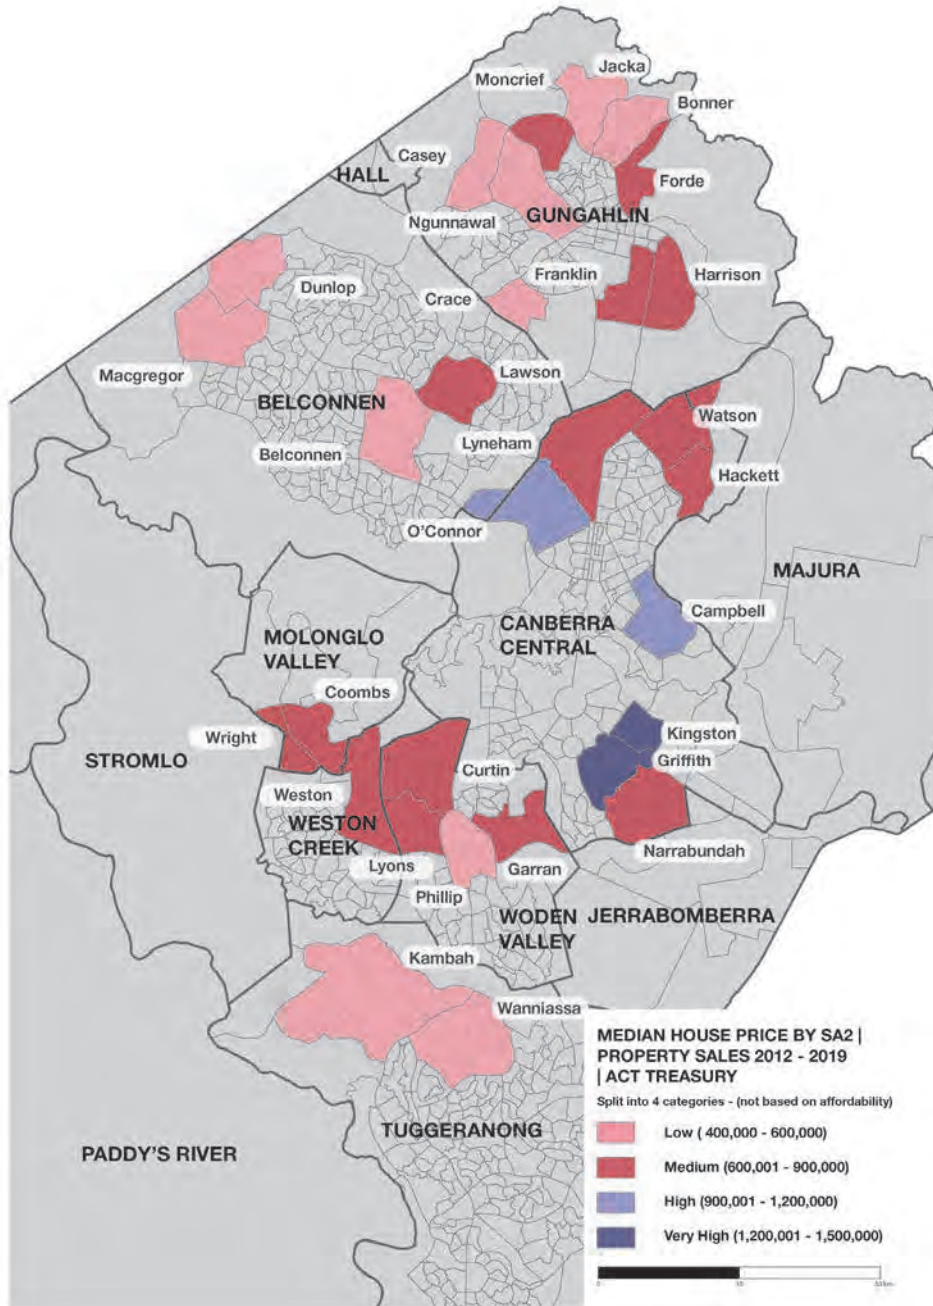 Jacka
Moncrief
Bonner
Casey
HALL
Forde
Ngunnawal
GUNGAHLIN
Franklin
Harrison
Dunlop
Crace
Macgregor
Lawson
BELCONNEN
Watson
Lyneham
Belconnen
Hackett
O'Connor
MAJURA
Campbell
CANBERRA
CENTRAL
MOLONGLO
VALLEY
Coombs
Wright
Kingston
STROMLO
Griffith
Curtin
Weston
WESTON
CREEK
Narrabundah
Lyons
Garran
Phillip
WODEN
VALLEY
JERRABOMBERRA
Kambah
Wanniassa
TUGGERANONG
PADDY'S RIVER
MEDIAN HOUSE PRICE BY SA2 |
PROPERTY SALES 2012 - 2019
| ACT TREASURY
Split into 4 categories - (not based on affordability)
Low ( 400,000 - 600,000)
Medium (600,001 - 900,000)
High (900,001 - 1,200,000)
Very High (1,200,001 - 1,500,000)
0